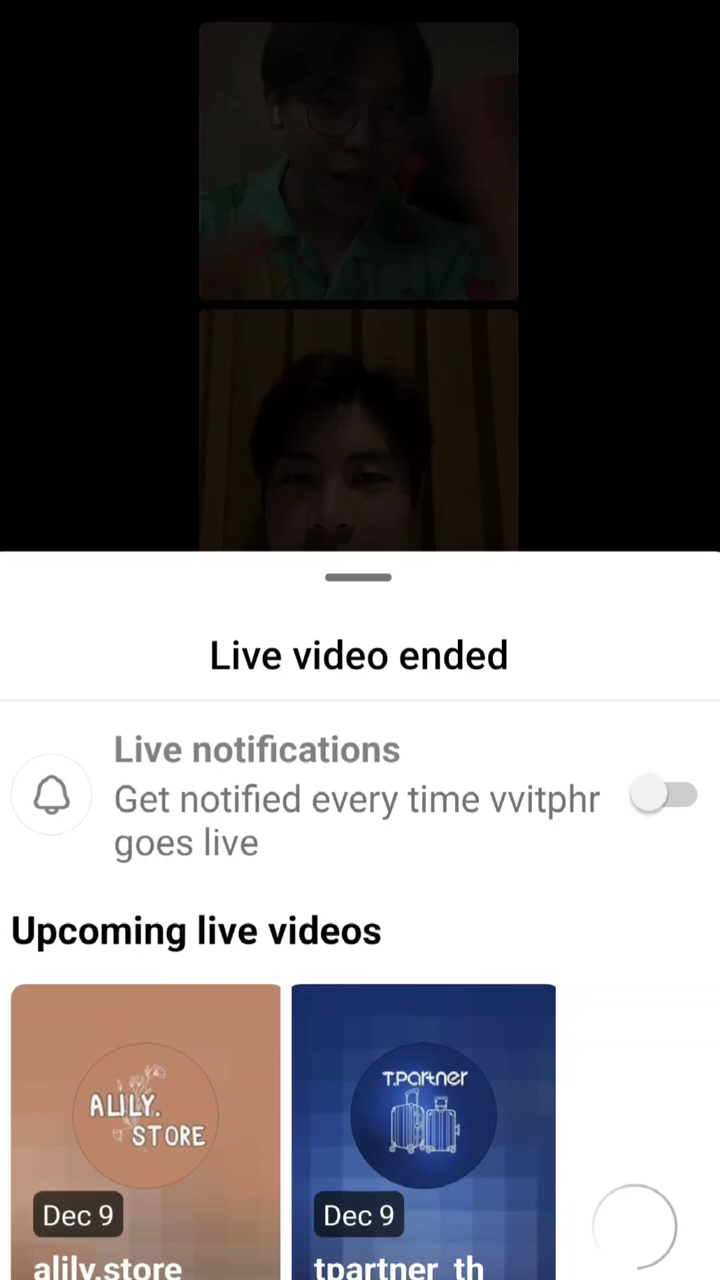 Live video ended
Live notifications
Get notified every time vvitphr
goes live
Upcoming live videos
ALILY.
STORE
Dec 9
alily.store
T.Partner
Dec 9
tpartner_th